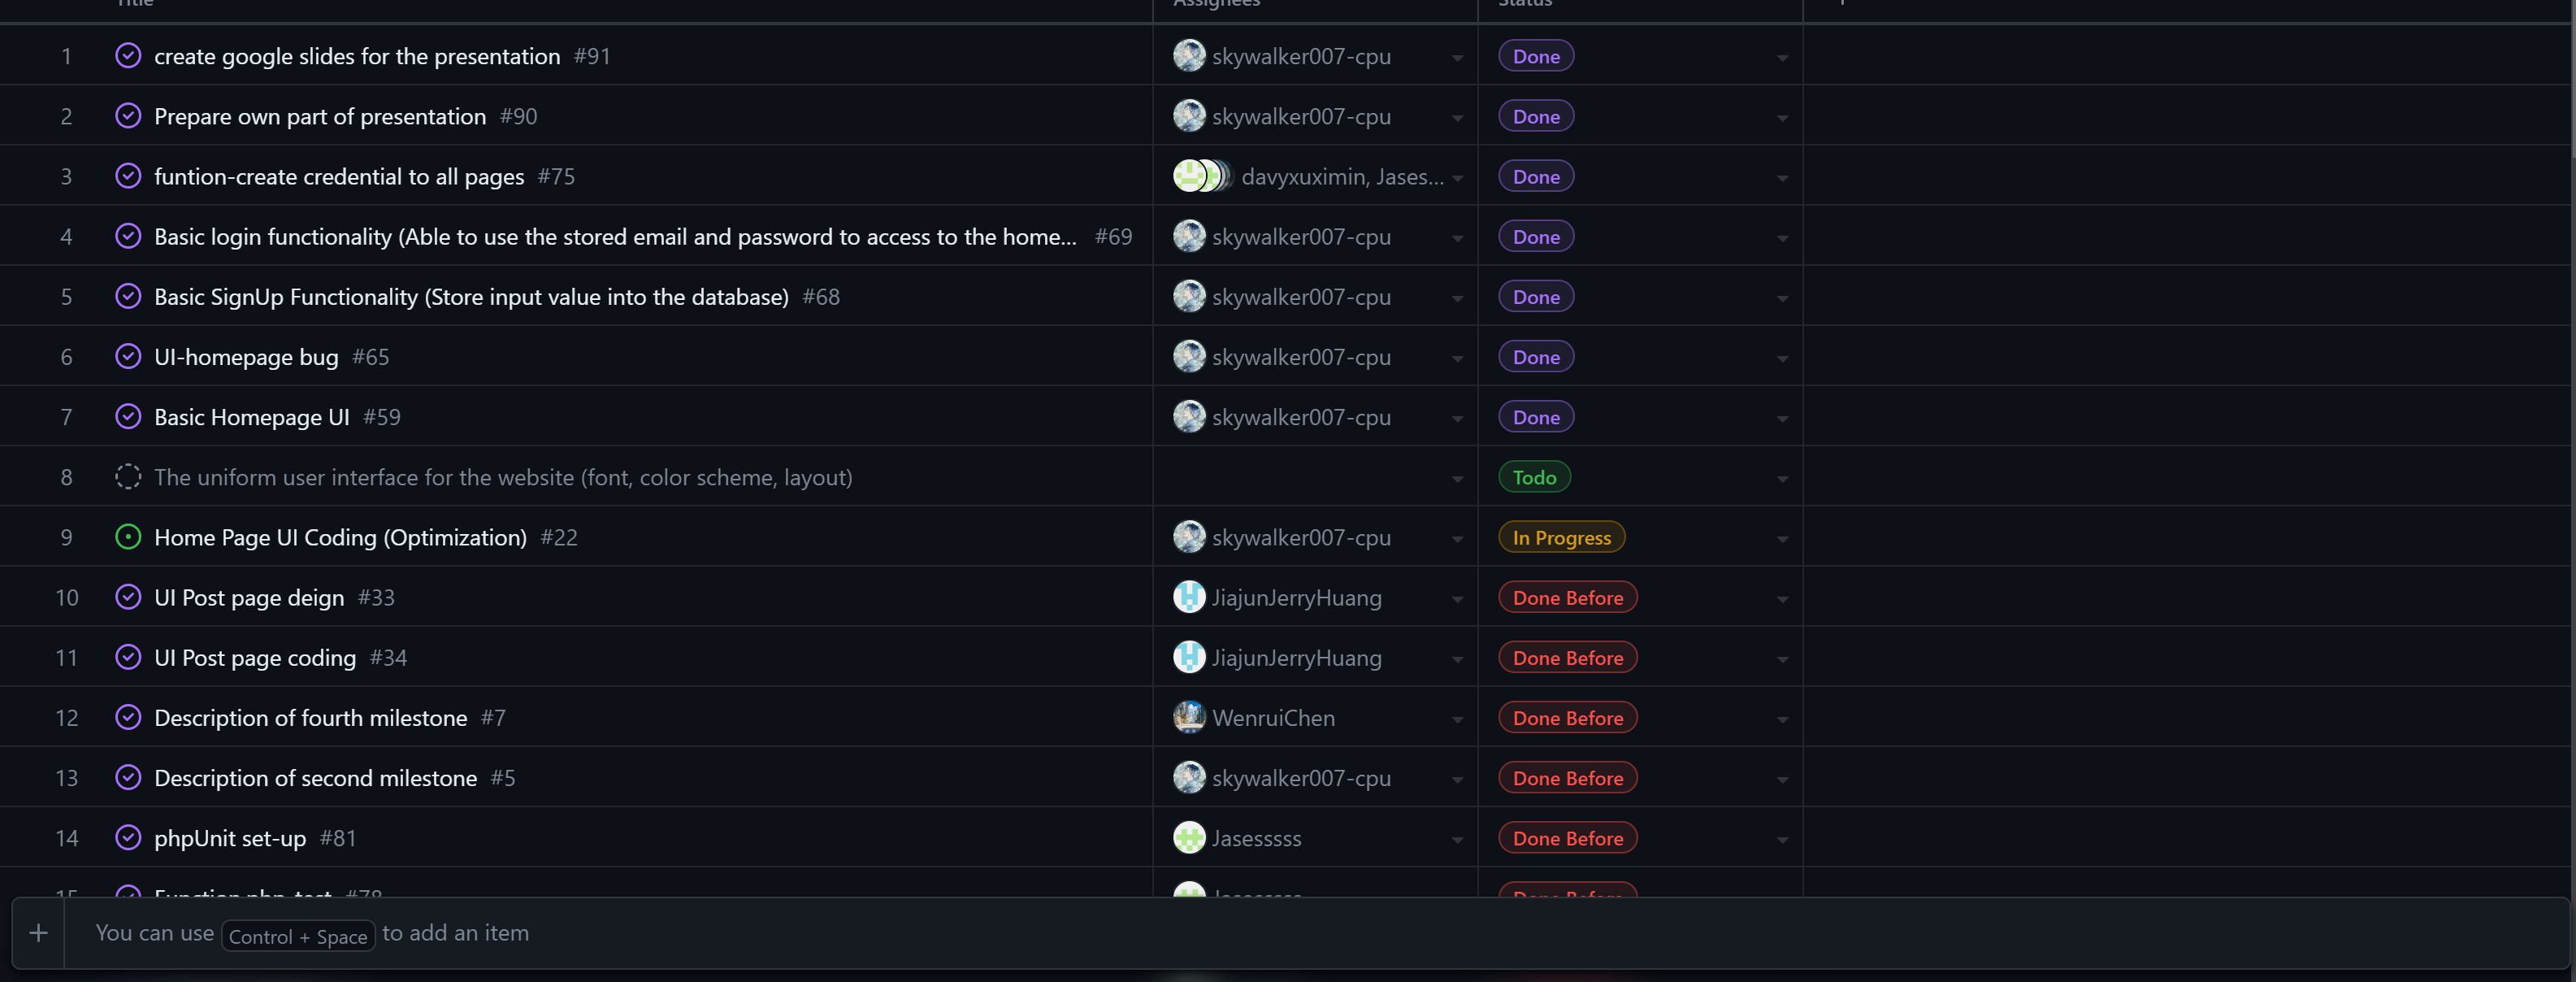 Title Assignees Status
1 create google slides for the presentation #91 skywalker007-cpu Done
2 Prepare own part of presentation #90 skywalker007-cpu Done
3 funtion-create credential to all pages #75 davyxuximin, Jases... Done
4 Basic login functionality (Able to use the stored email and password to access to the home... #69 skywalker007-cpu Done
5 Basic SignUp Functionality (Store input value into the database) #68 skywalker007-cpu Done
6 UI-homepage bug #65 skywalker007-cpu Done
7 Basic Homepage UI #59 skywalker007-cpu Done
8 The uniform user interface for the website (font, color scheme, layout) Todo
9 Home Page UI Coding (Optimization) #22 skywalker007-cpu In Progress
10 UI Post page deign #33 JiajunJerryHuang Done Before
11 UI Post page coding #34 JiajunJerryHuang Done Before
12 Description of fourth milestone #7 WenruiChen Done Before
13 Description of second milestone #5 skywalker007-cpu Done Before
14 phpUnit set-up #81 Jasesssss Done Before
15 Function php-test #78 Jasesssss Done Before
+ You can use Control + Space to add an item